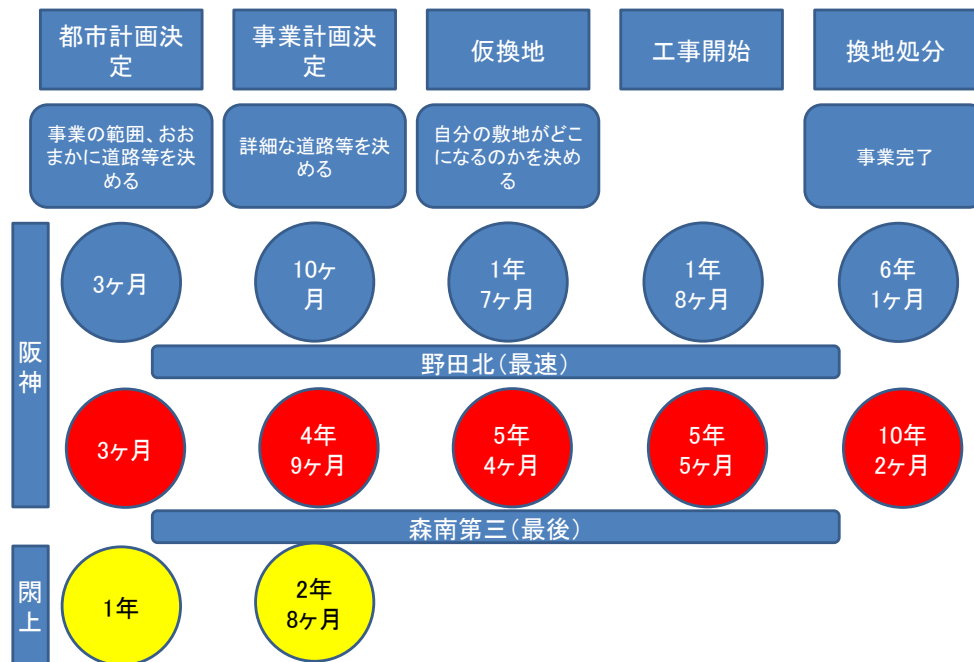 都市計画決
定
事業計画決
定
仮換地
工事開始
換地処分
事業の範囲、おお
まかに道路等を決
める
詳細な道路等を決
める
自分の敷地がどこ
になるのかを決め
る
事業完了
阪神
3ヶ月
10ヶ
月
1年
7ヶ月
1年
8ヶ月
6年
1ヶ月
野田北(最速)
3ヶ月
4年
9ヶ月
5年
4ヶ月
5年
5ヶ月
10年
2ヶ月
森南第三(最後)
閖上
1年
2年
8ヶ月